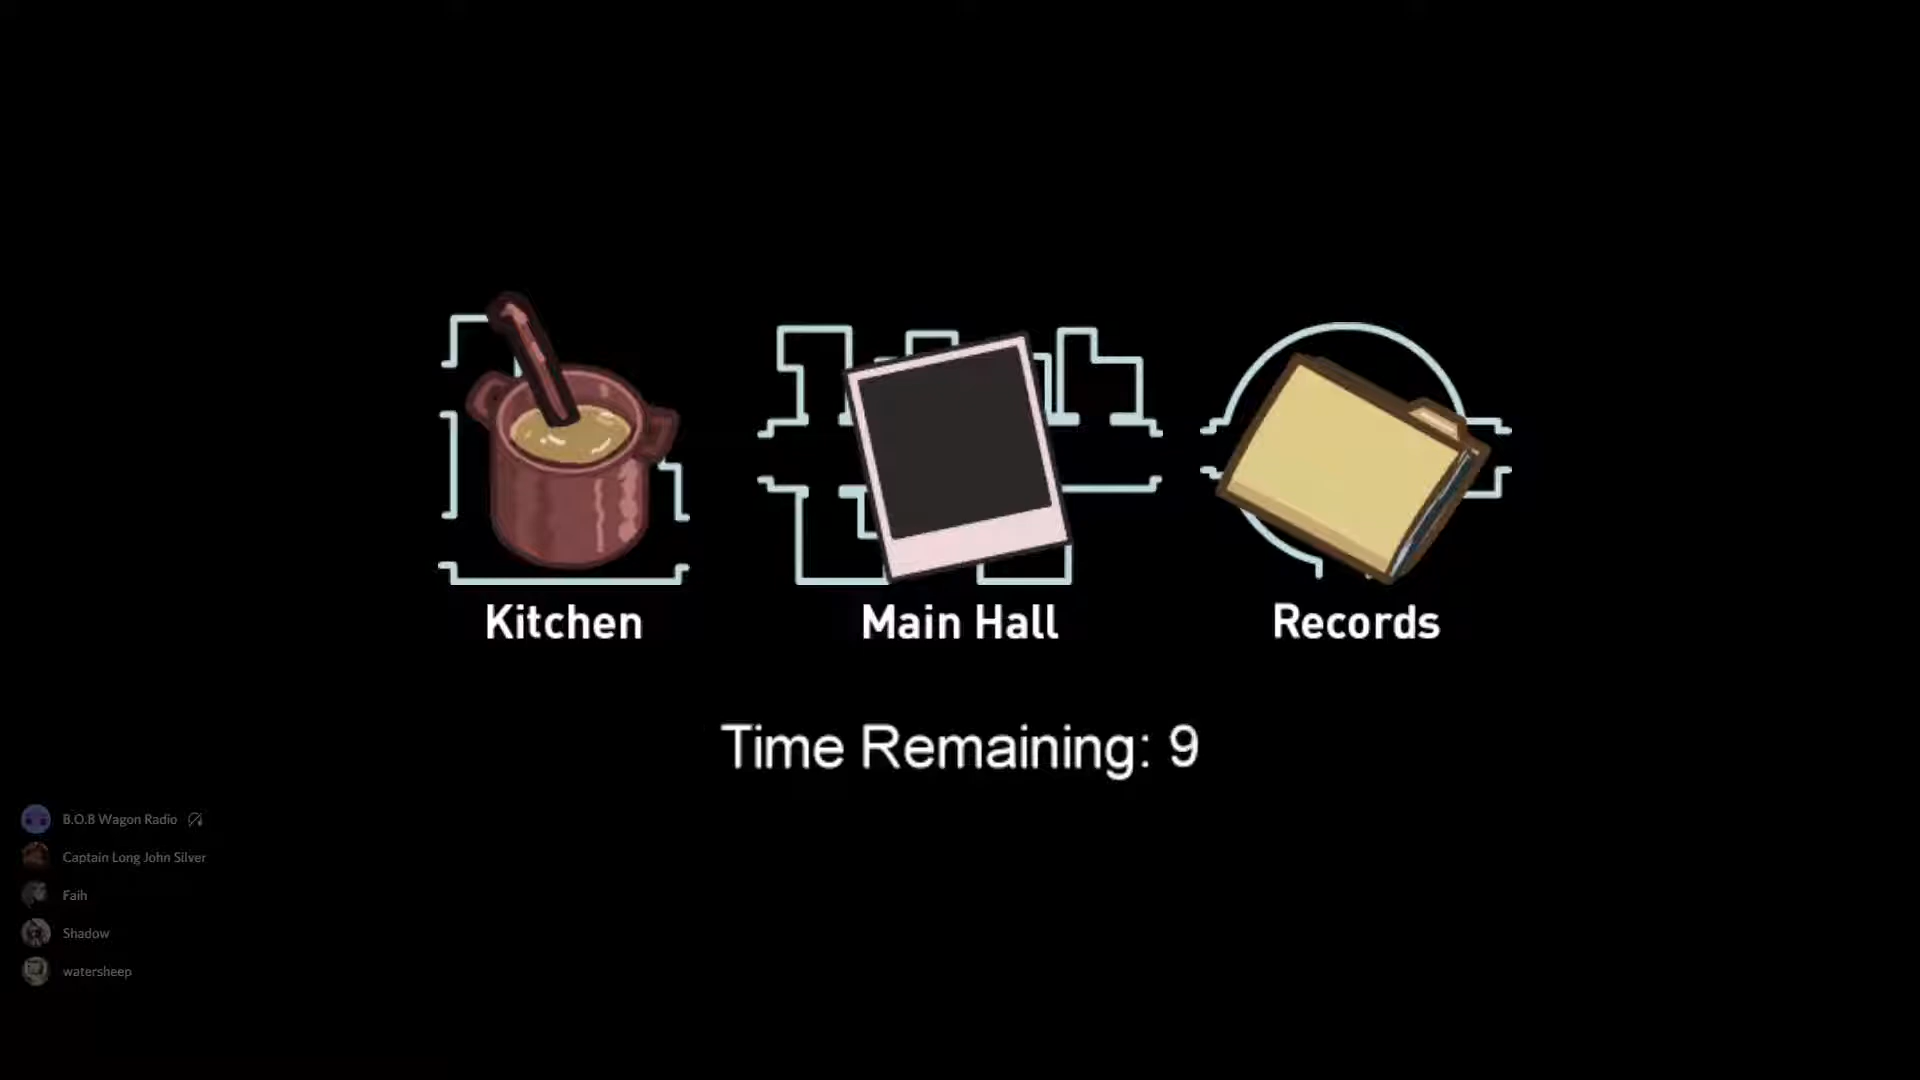 Kitchen
Main Hall
Records
Time Remaining: 9
B.O.B Wagon Radio
Captain Long John Silver
Faih
Shadow
watersheep